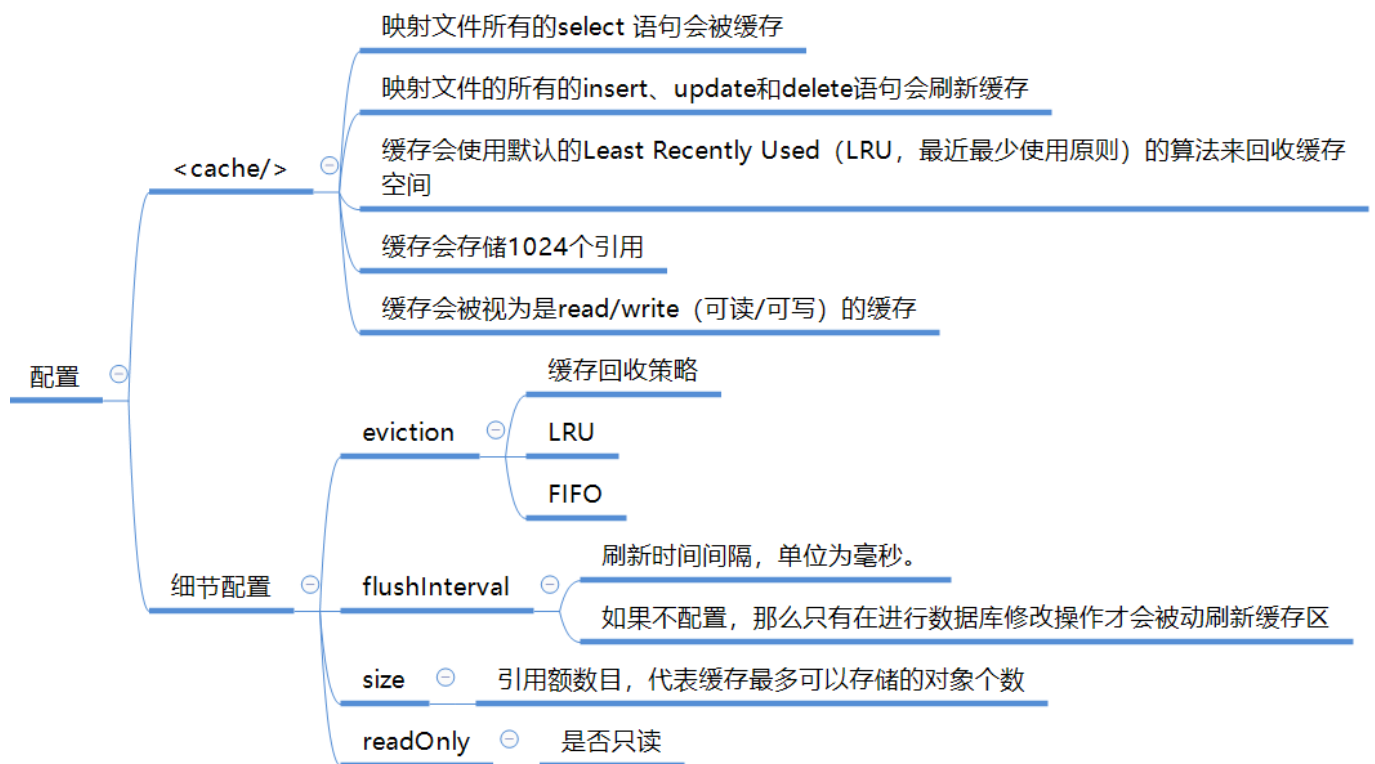 配置
<cache/>
映射文件所有的select 语句会被缓存
映射文件的所有的insert、update和delete语句会刷新缓存
缓存会使用默认的Least Recently Used（LRU，最近最少使用原则）的算法来回收缓存
空间
缓存会存储1024个引用
缓存会被视为是read/write（可读/可写）的缓存
细节配置
eviction
缓存回收策略
LRU
FIFO
flushInterval
刷新时间间隔，单位为毫秒。
如果不配置，那么只有在进行数据库修改操作才会被动刷新缓存区
size
引用额数目，代表缓存最多可以存储的对象个数
readOnly
是否只读